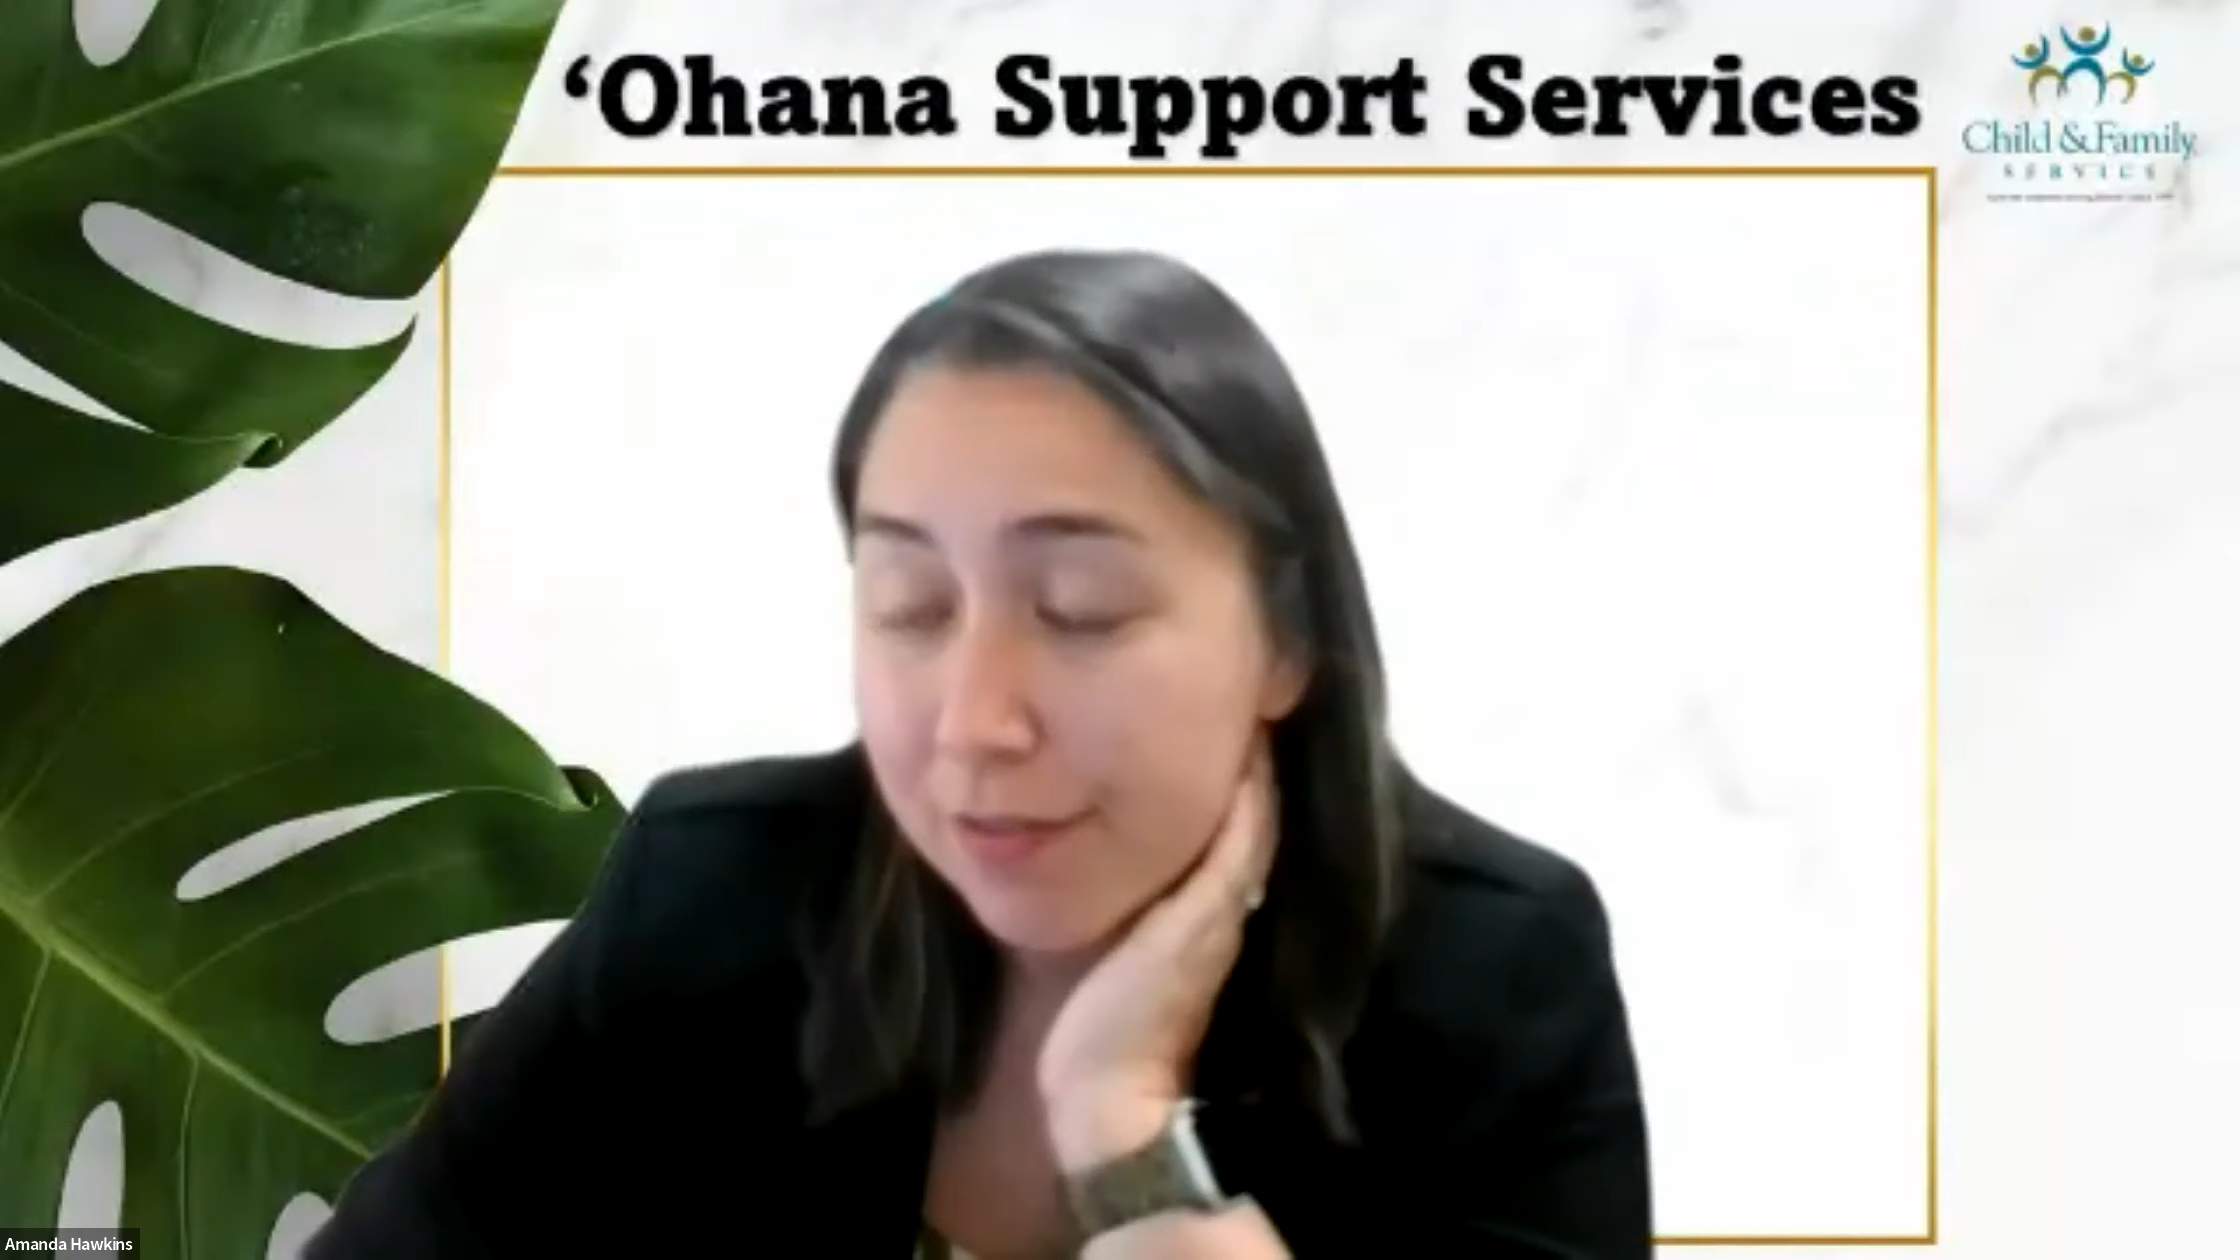 ‘Ohana Support Services
Child & Family
SERVICE
Amanda Hawkins